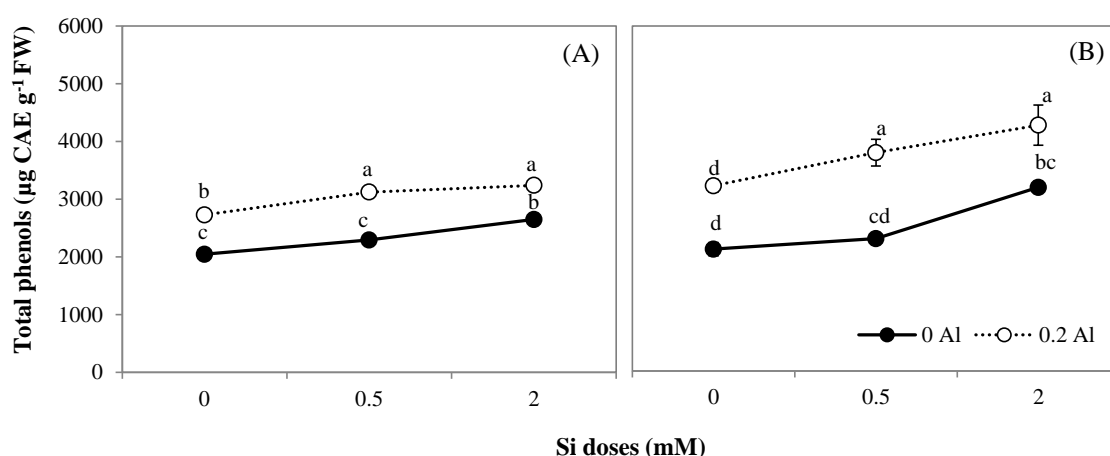 Total phenols (µg CAE g⁻¹ FW)
6000
5000
4000
3000
2000
1000
0
(A)
b
a
a
c
c
b
0
0.5
2
(B)
d
a
a
d
cd
bc
0 Al
0.2 Al
0
0.5
2
Si doses (mM)